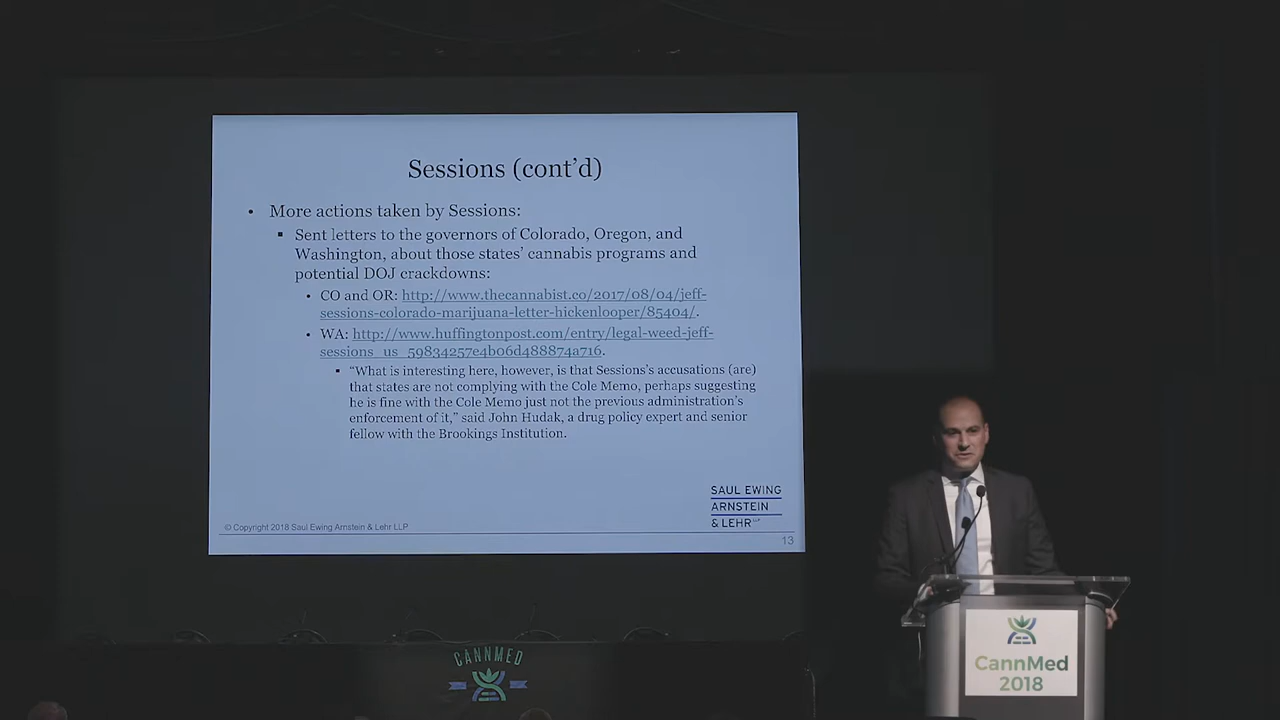 Sessions (cont’d)
• More actions taken by Sessions:
▪ Sent letters to the governors of Colorado, Oregon, and
Washington, about those states’ cannabis programs and
potential DOJ crackdowns:
• CO and OR: http://www.thecannabist.co/2017/08/04/jeff-
sessions-colorado-marijuana-letter-hickenlooper/85404/.
• WA: http://www.huffingtonpost.com/entry/legal-weed-jeff-
sessions_us_59834257e4b06d488874a716.
▪ “What is interesting here, however, is that Sessions’s accusations (are)
that states are not complying with the Cole Memo, perhaps suggesting
he is fine with the Cole Memo just not the previous administration’s
enforcement of it,” said John Hudak, a drug policy expert and senior
fellow with the Brookings Institution.
SAUL EWING
ARNSTEIN
& LEHR LLP
© Copyright 2018 Saul Ewing Arnstein & Lehr LLP
13
CANNMED
CannMed
2018